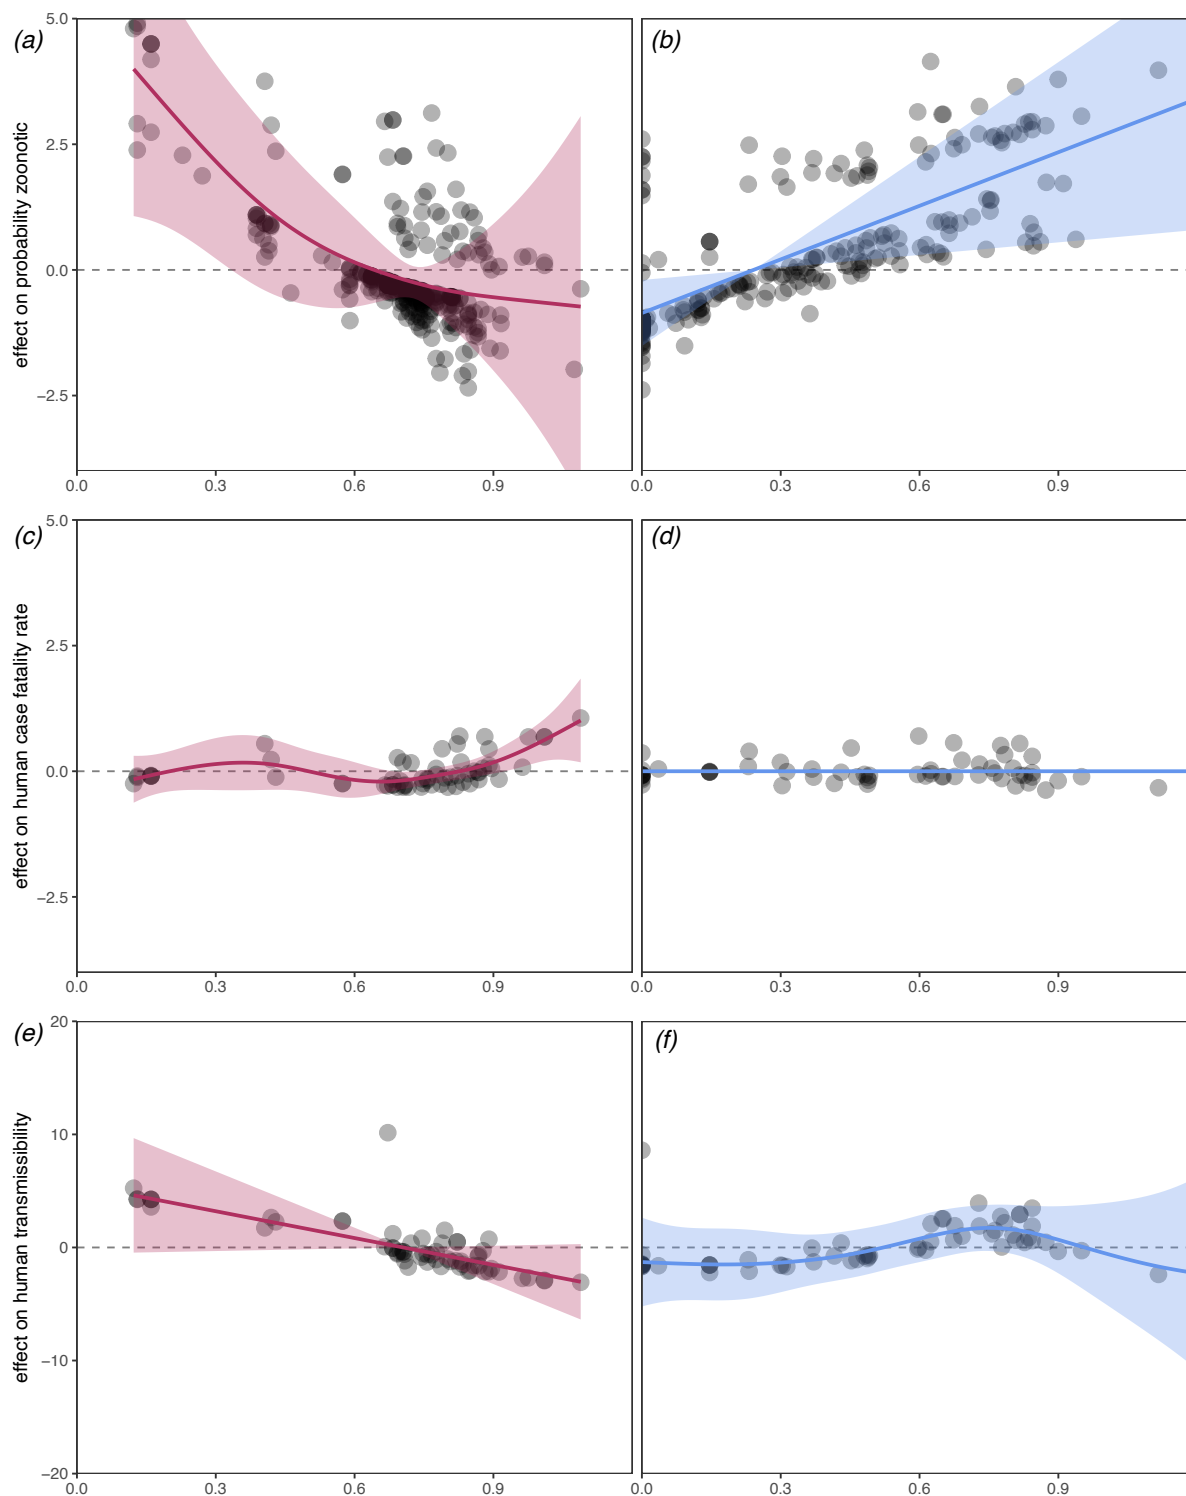 (a)
(b)
effect on probability zoonotic
5.0
2.5
0.0
−2.5
0.0 0.3 0.6 0.9
0.0 0.3 0.6 0.9
(c)
(d)
effect on human case fatality rate
5.0
2.5
0.0
−2.5
0.0 0.3 0.6 0.9
0.0 0.3 0.6 0.9
(e)
(f)
effect on human transmissibility
20
10
0
−10
−20
0.0 0.3 0.6 0.9
0.0 0.3 0.6 0.9